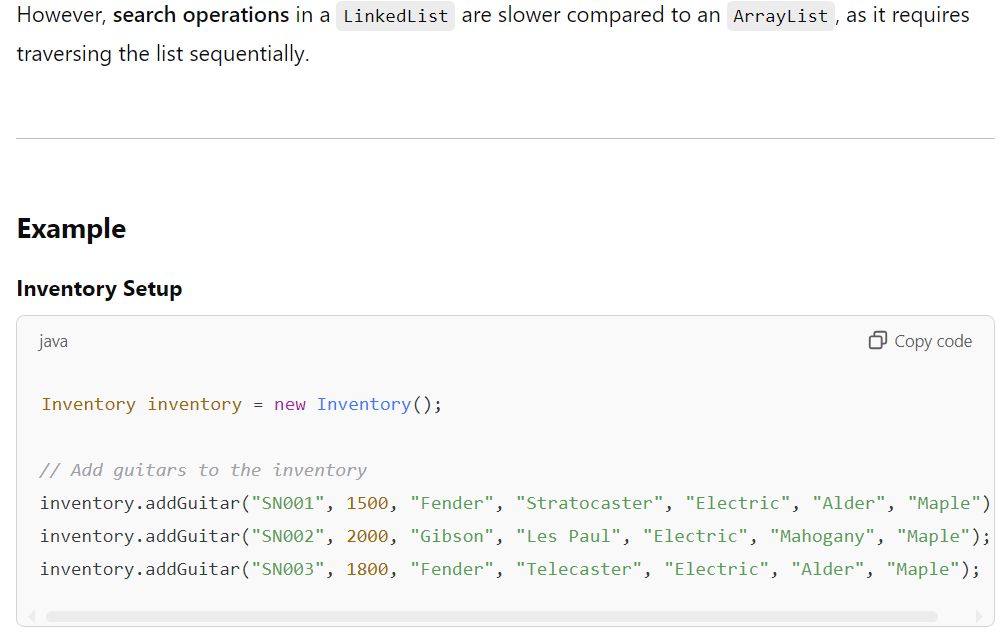 However, search operations in a LinkedList are slower compared to an ArrayList, as it requires
traversing the list sequentially.
Example
Inventory Setup
java
Copy code
Inventory inventory = new Inventory();
// Add guitars to the inventory
inventory.addGuitar("SN001", 1500, "Fender", "Stratocaster", "Electric", "Alder", "Maple")
inventory.addGuitar("SN002", 2000, "Gibson", "Les Paul", "Electric", "Mahogany", "Maple");
inventory.addGuitar("SN003", 1800, "Fender", "Telecaster", "Electric", "Alder", "Maple");